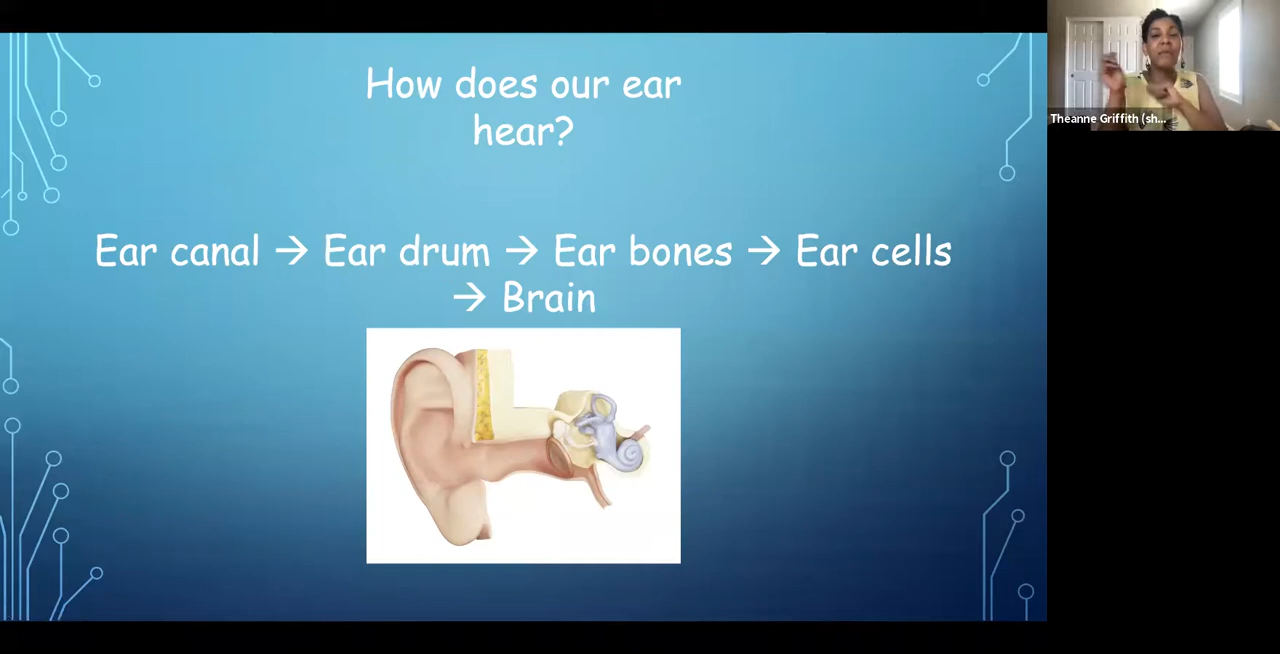 How does our ear
hear?
Ear canal → Ear drum → Ear bones → Ear cells
→ Brain
Theanne Griffith (sh...